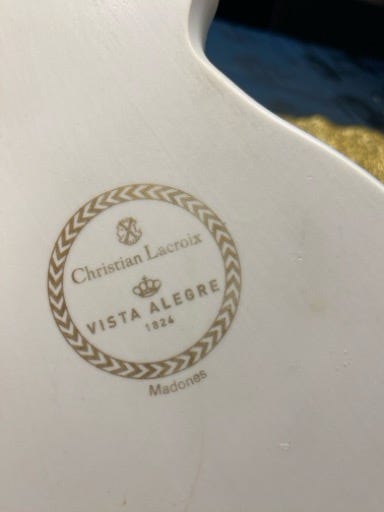 Christian Lacroix
VISTA ALEGRE
1824
Madones